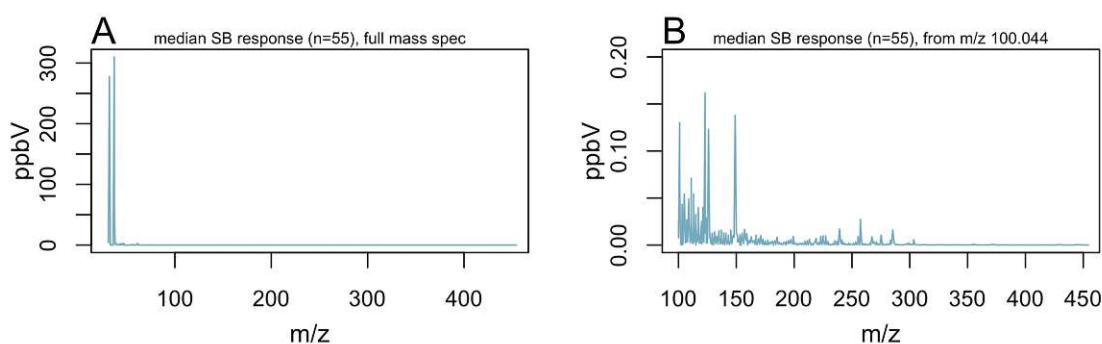 A
median SB response (n=55), full mass spec
ppbV
300
200
100
0
100
200
300
400
m/z
B
median SB response (n=55), from m/z 100.044
ppbV
0.20
0.10
0.00
100
150
200
250
300
350
400
450
m/z